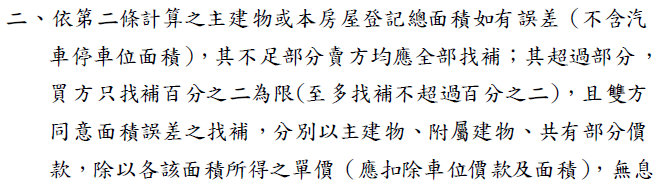 二、依第二條計算之主建物或本房屋登記總面積如有誤差（不含汽
車停車位面積），其不足部分賣方均應全部找補；其超過部分，
買方只找補百分之二為限(至多找補不超過百分之二)，且雙方
同意面積誤差之找補，分別以主建物、附屬建物、共有部分價
款，除以各該面積所得之單價（應扣除車位價款及面積），無息